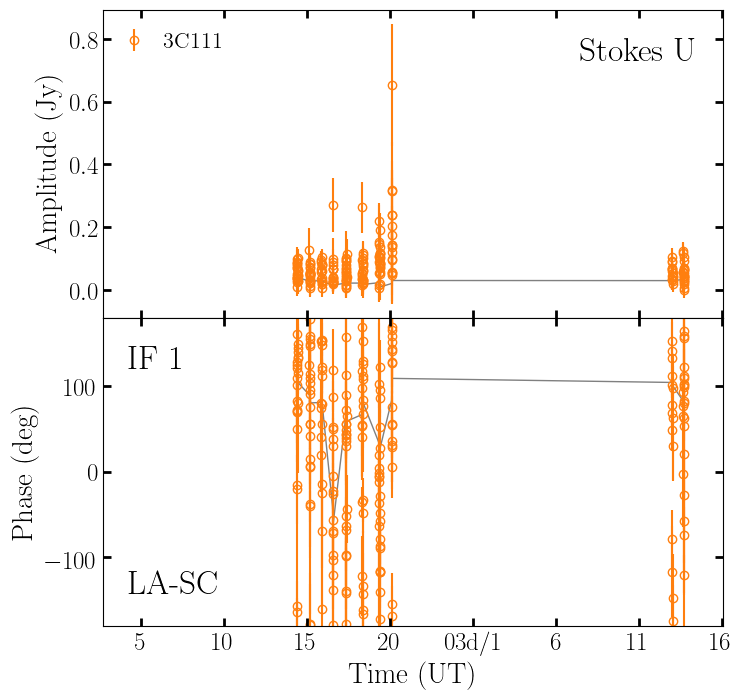 3C111
Stokes U
0.8
0.6
0.4
0.2
0.0
Amplitude (Jy)
IF 1
100
0
−100
Phase (deg)
LA-SC
5 10 15 20 03d/1 6 11 16
Time (UT)